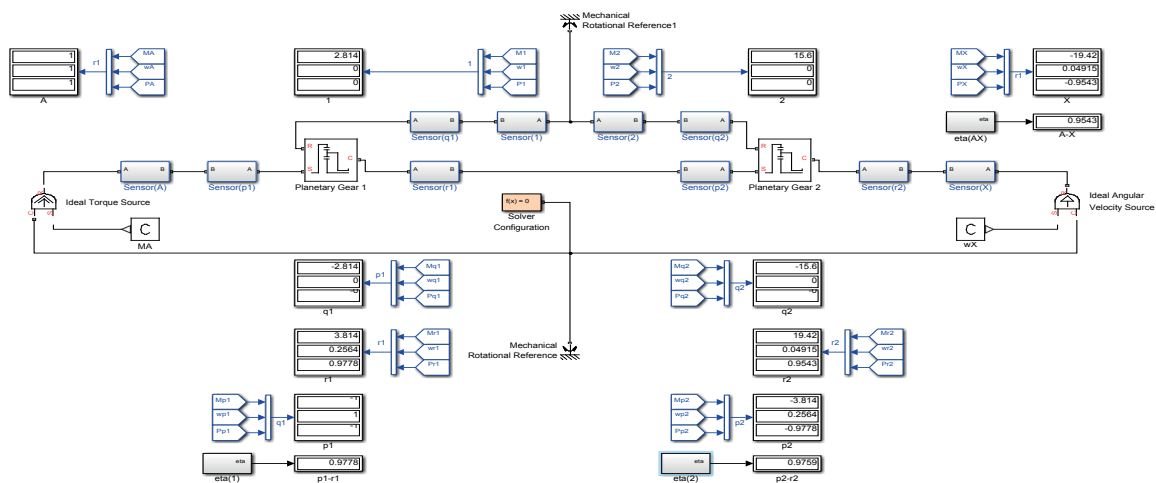 Mechanical
Rotational Reference1
1
1
1
A
r1
MA
wA
PA
2.814
0
0
1
1
M1
w1
P1
M2
w2
P2
2
15.6
0
0
2
MX
wX
PX
r1
-19.42
0.04915
-0.9543
X
eta
eta(AX)
0.9543
A-X
A B
Sensor(q1)
B A
Sensor(1)
A B
Sensor(2)
B A
Sensor(q2)
A B
Sensor(A)
A B
Sensor(p1)
R
S
C
Planetary Gear 1
A B
Sensor(r1)
A B
Sensor(p2)
R
S
C
Planetary Gear 2
A B
Sensor(r2)
A B
Sensor(X)
R
C
S
Ideal Torque Source
C
MA
f(x) = 0
Solver
Configuration
C
wX
R
S
C
Ideal Angular
Velocity Source
-2.814
0
-0
q1
p1
Mq1
wq1
Pq1
Mq2
wq2
Pq2
q2
-15.6
0
-0
q2
3.814
0.2564
0.9778
r1
r1
Mr1
wr1
Pr1
Mechanical
Rotational Reference
19.42
0.04915
0.9543
r2
r2
Mr2
wr2
Pr2
Mp1
wp1
Pp1
q1
-1
1
-1
p1
Mp2
wp2
Pp2
p2
-3.814
0.2564
-0.9778
p2
eta
eta(1)
0.9778
p1-r1
eta
eta(2)
0.9759
p2-r2